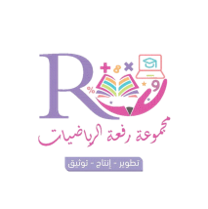 R
مجموعة رفعة الرياضيات
تطوير - إنتاج - توثيق